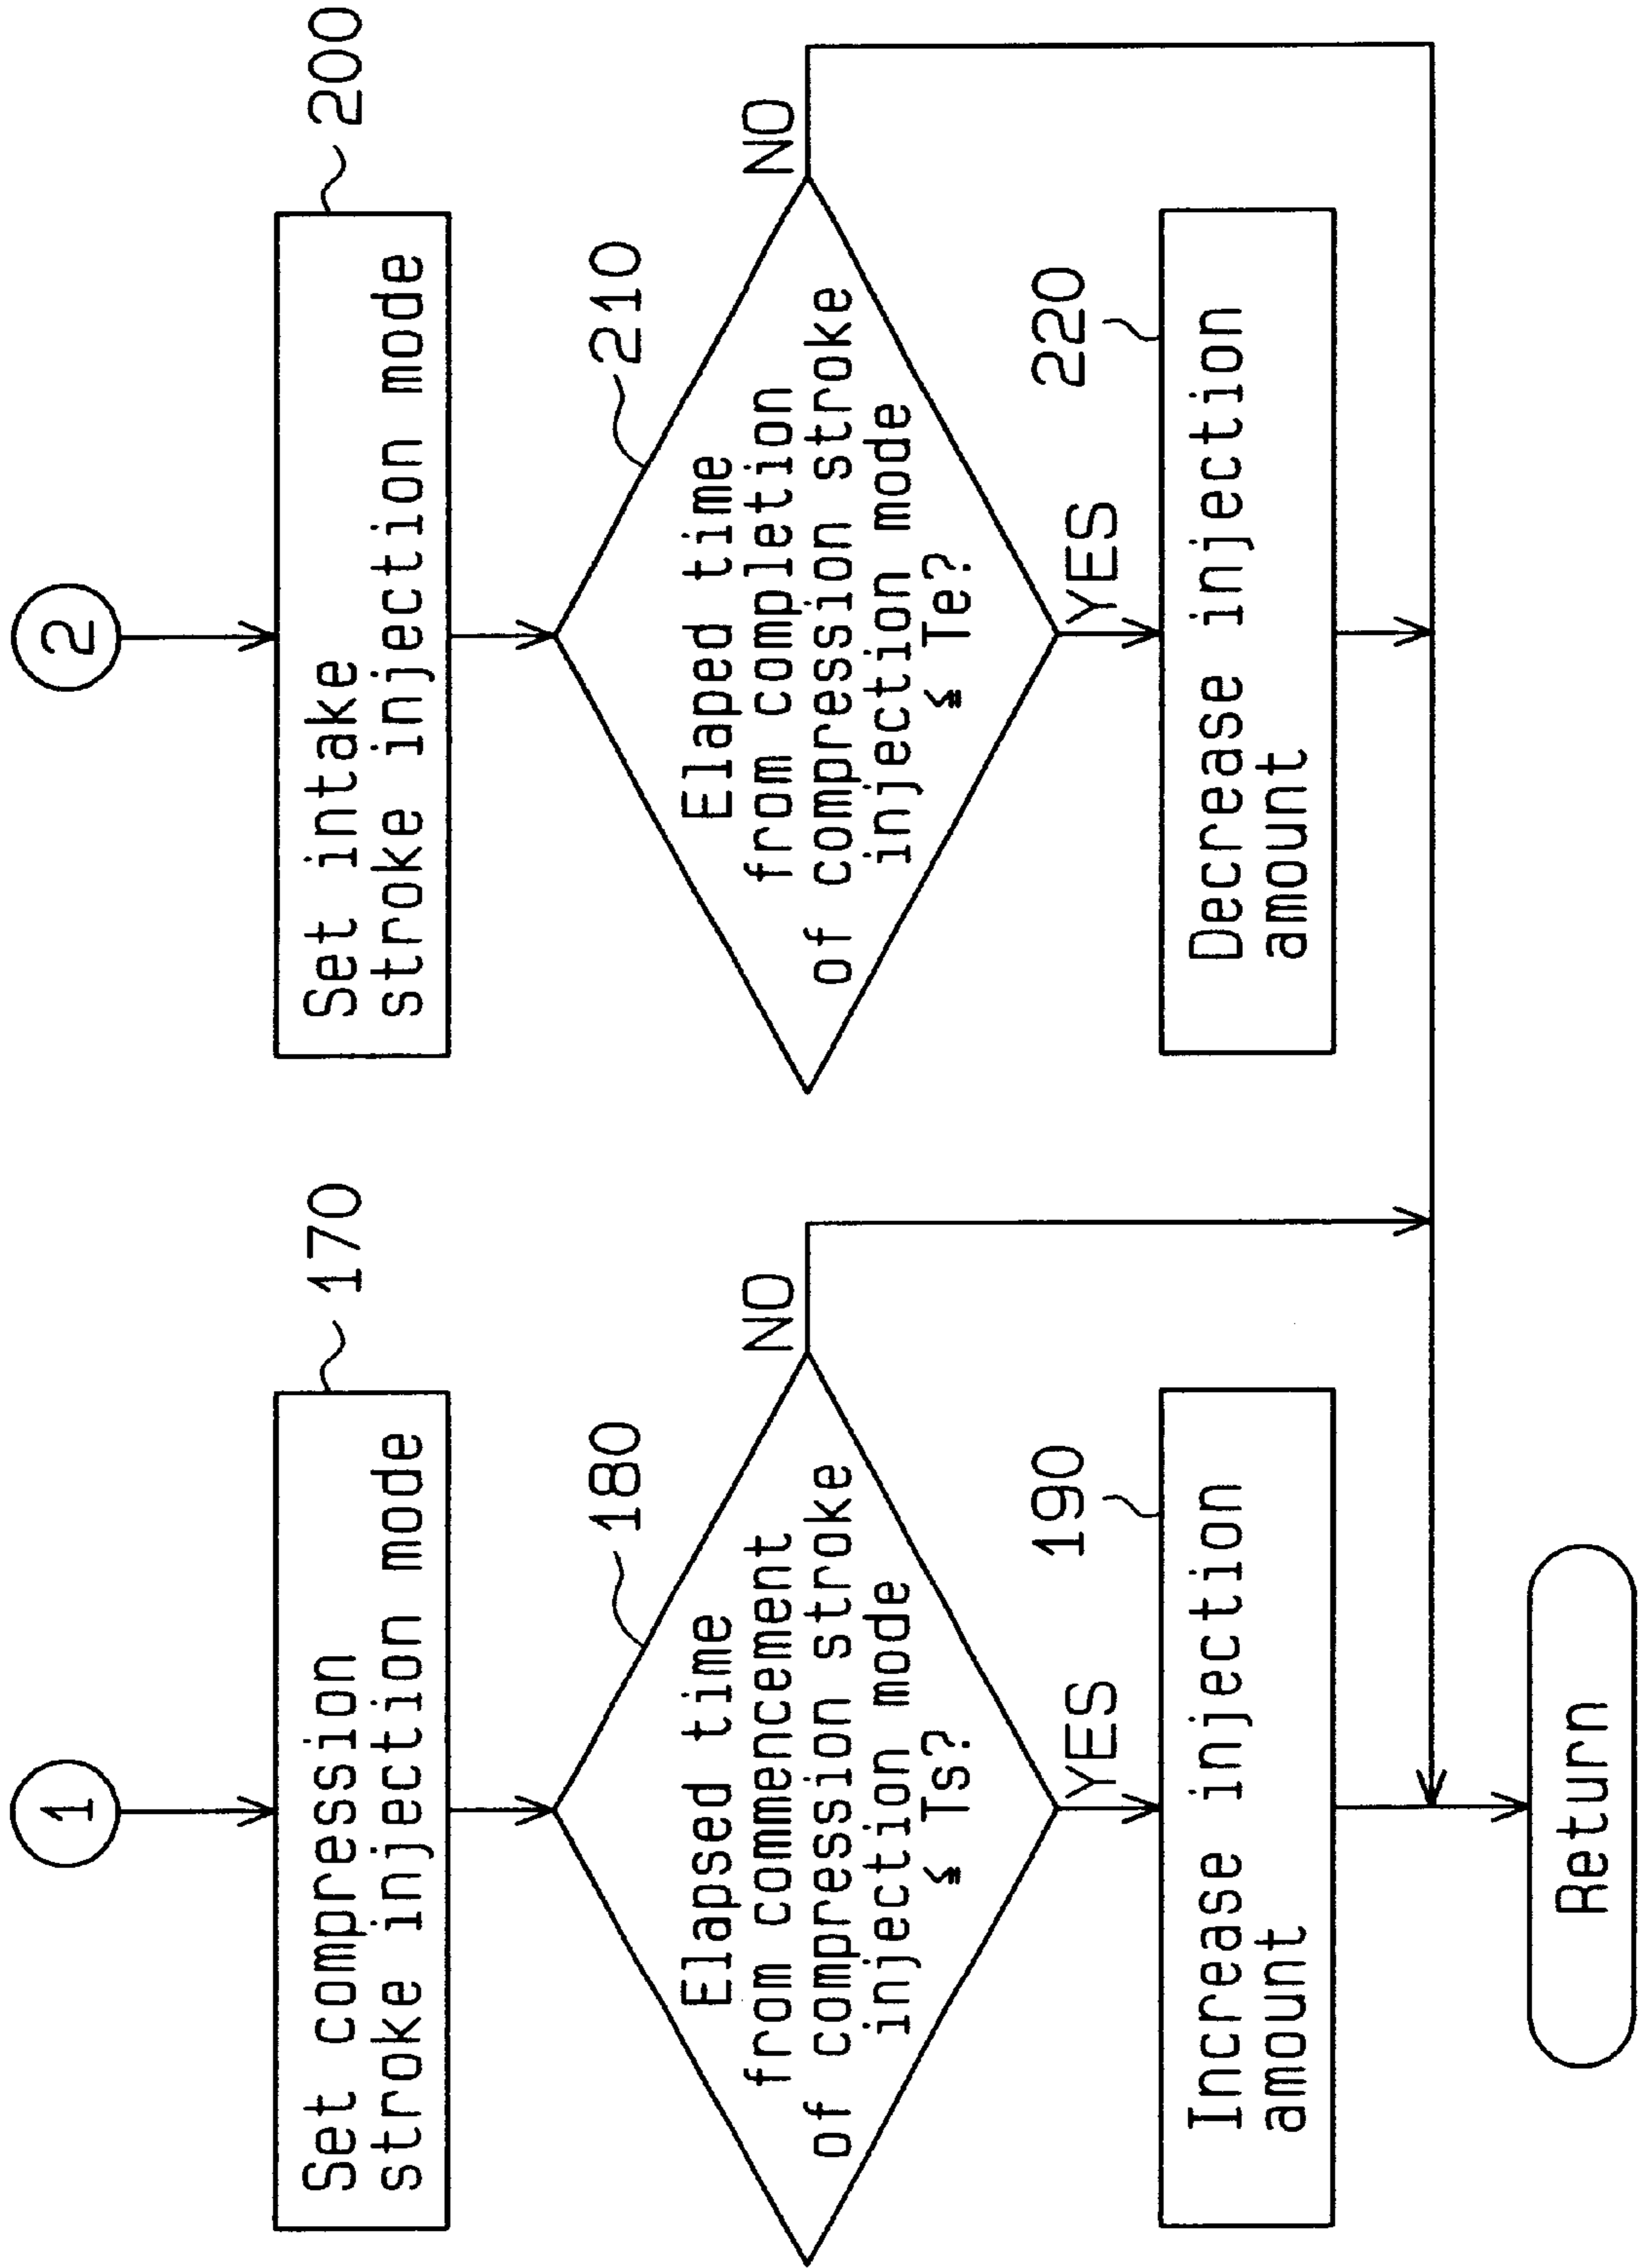 1
Set compression
stroke injection mode
170
Elapsed time
from commencement
of compression stroke
injection mode
≦ Ts?
180
NO
YES
Increase injection
amount
190
Return
2
Set intake
stroke injection mode
200
Elaped time
from completion
of compression stroke
injection mode
≦ Te?
210
NO
YES
Decrease injection
amount
220